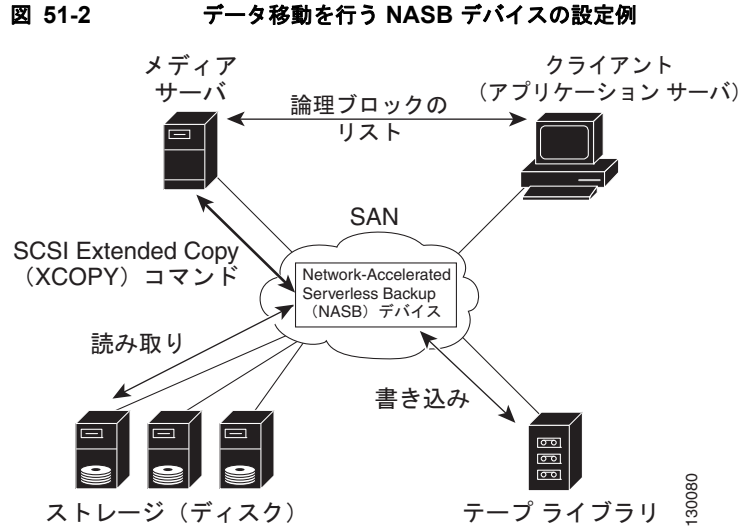 図 51-2 データ移動を行う NASB デバイスの設定例
メディア
サーバ
クライアント
（アプリケーション サーバ）
論理ブロックの
リスト
SAN
SCSI Extended Copy
（XCOPY）コマンド
Network-Accelerated
Serverless Backup
（NASB）デバイス
読み取り
書き込み
ストレージ（ディスク）
テープ ライブラリ
130080